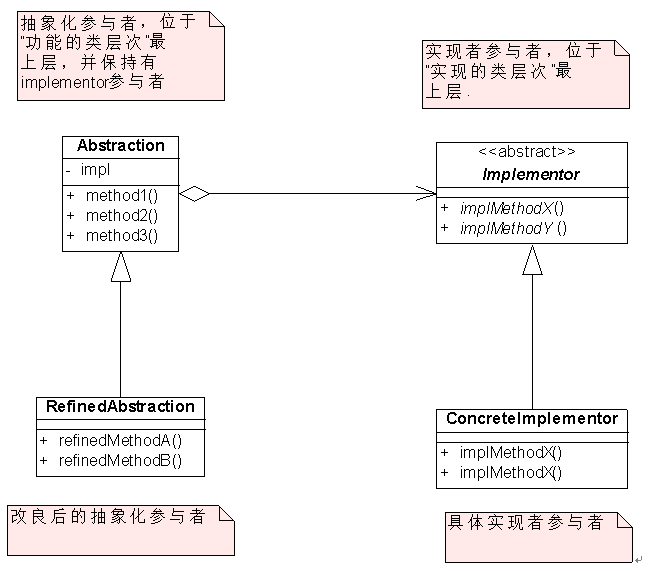 抽象化参与者，位于
“功能的类层次”最
上层，并保持有
implementor参与者
实现者参与者，位于
“实现的类层次”最
上层.
Abstraction
- impl
+ method1()
+ method2()
+ method3()
<<abstract>>
Implementor
+ implMethodX()
+ implMethodY ()
RefinedAbstraction
+ refinedMethodA()
+ refinedMethodB()
ConcreteImplementor
+ implMethodX()
+ implMethodX()
改良后的抽象化参与者
具体实现者参与者